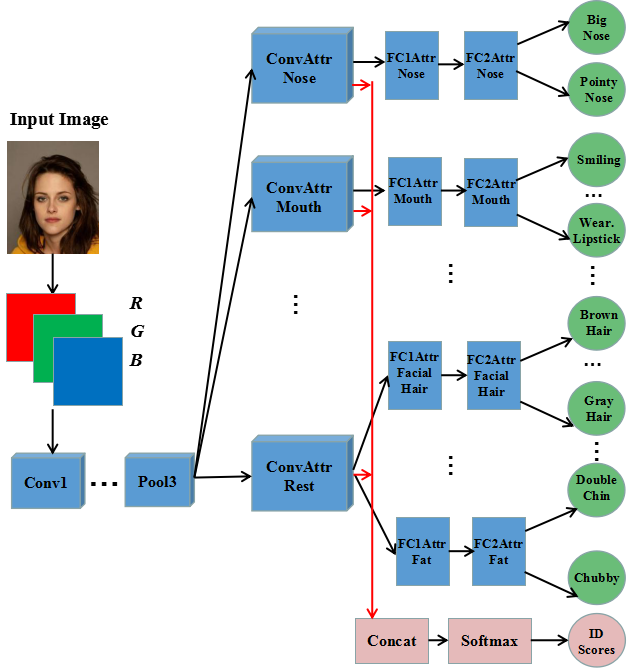 Input Image
R
G
B
Conv1
...
Pool3
ConvAttr
Nose
FC1Attr
Nose
FC2Attr
Nose
Big
Nose
Pointy
Nose
ConvAttr
Mouth
FC1Attr
Mouth
FC2Attr
Mouth
Smiling
...
Wear.
Lipstick
...
...
...
FC1Attr
Facial
Hair
FC2Attr
Facial
Hair
Brown
Hair
...
Gray
Hair
ConvAttr
Rest
...
...
FC1Attr
Fat
FC2Attr
Fat
Double
Chin
Chubby
Concat
Softmax
ID
Scores